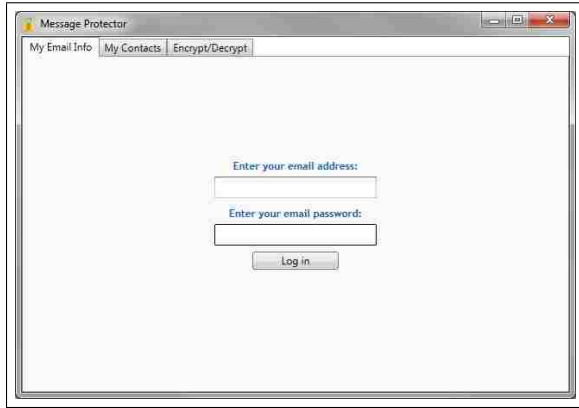 Message Protector
My Email Info My Contacts Encrypt/Decrypt
Enter your email address:
Enter your email password:
Log in